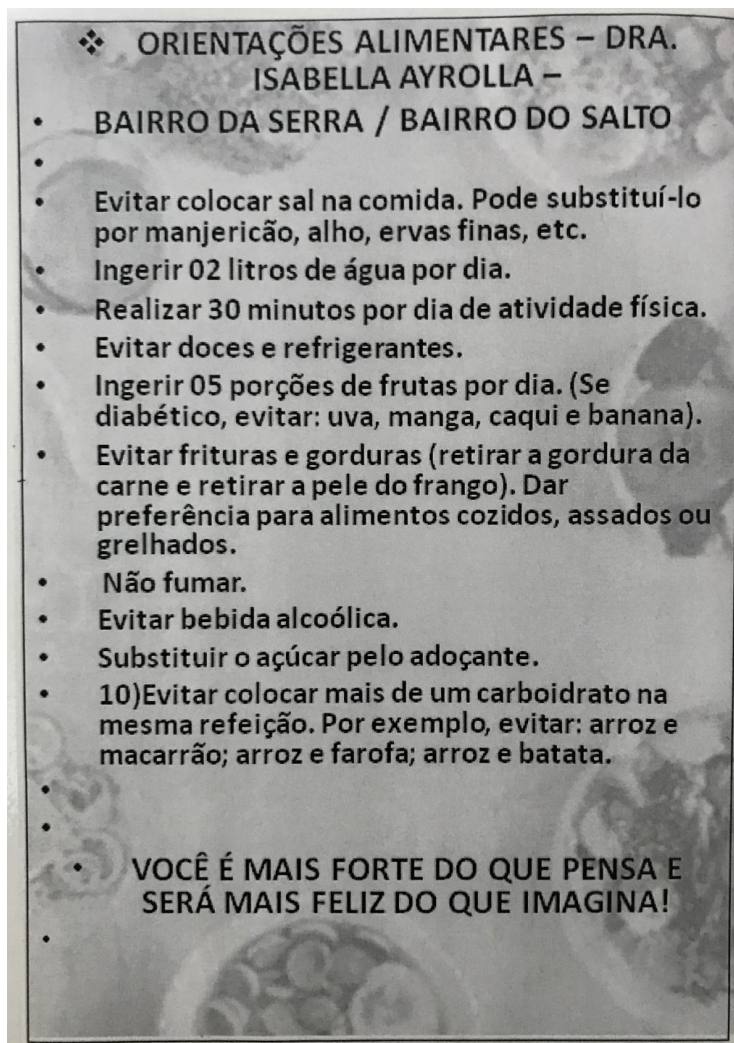 ❖ ORIENTAÇÕES ALIMENTARES – DRA.
ISABELLA AYROLLA –
• BAIRRO DA SERRA / BAIRRO DO SALTO
•
• Evitar colocar sal na comida. Pode substituí-lo
por manjericão, alho, ervas finas, etc.
• Ingerir 02 litros de água por dia.
• Realizar 30 minutos por dia de atividade física.
• Evitar doces e refrigerantes.
• Ingerir 05 porções de frutas por dia. (Se
diabético, evitar: uva, manga, caqui e banana).
• Evitar frituras e gorduras (retirar a gordura da
carne e retirar a pele do frango). Dar
preferência para alimentos cozidos, assados ou
grelhados.
• Não fumar.
• Evitar bebida alcoólica.
• Substituir o açúcar pelo adoçante.
• 10)Evitar colocar mais de um carboidrato na
mesma refeição. Por exemplo, evitar: arroz e
macarrão; arroz e farofa; arroz e batata.
•
•
• VOCÊ É MAIS FORTE DO QUE PENSA E
SERÁ MAIS FELIZ DO QUE IMAGINA!
•